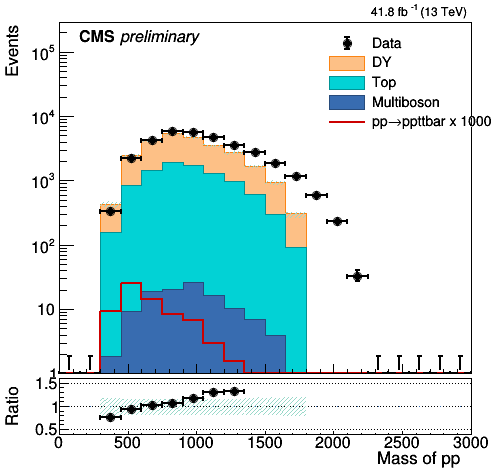 41.8 fb⁻¹ (13 TeV)
CMS preliminary
Events
Data
DY
Top
Multiboson
pp→ppttbar x 1000
10⁵
10⁴
10³
10²
10
1
Ratio
1.5
1
0.5
0 500 1000 1500 2000 2500 3000
Mass of pp